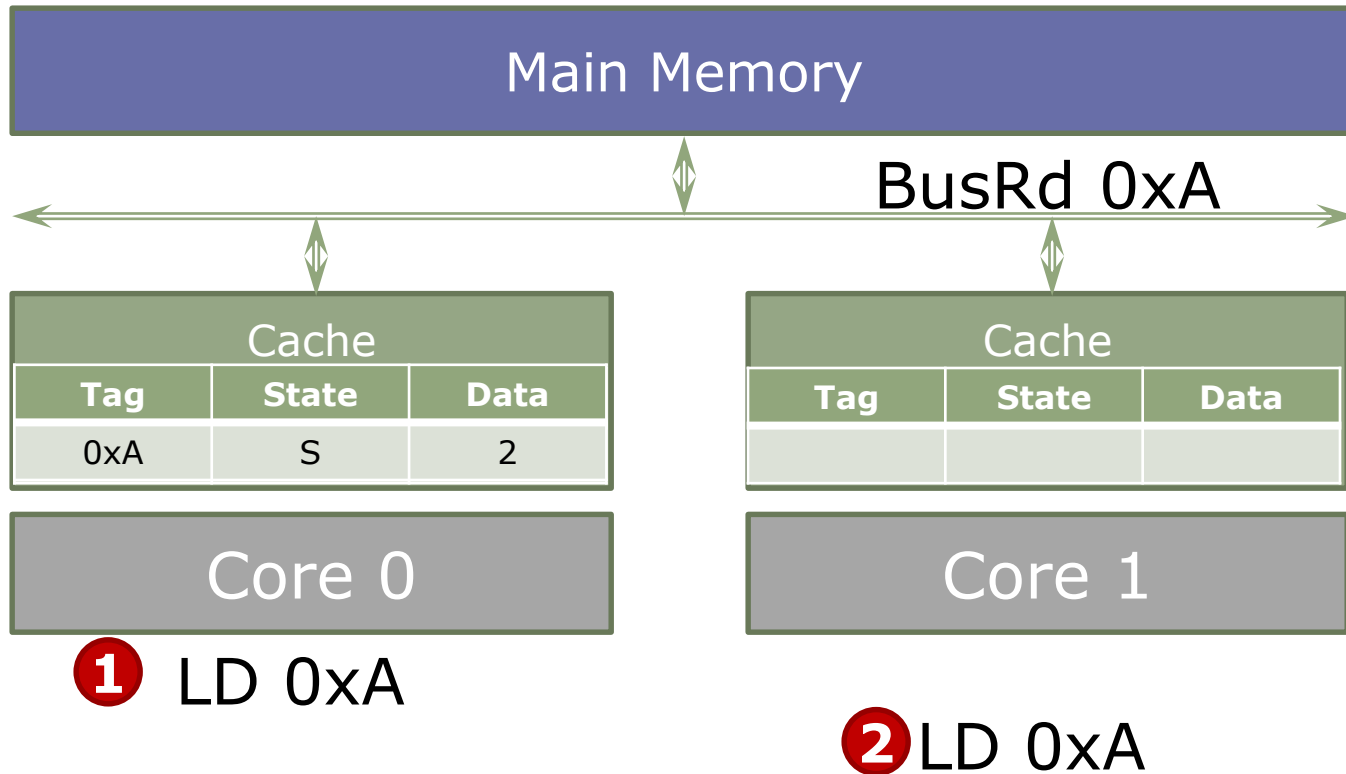 Main Memory
BusRd 0xA
Cache
Tag State Data
0xA S 2
Cache
Tag State Data
Core 0
Core 1
1 LD 0xA
2 LD 0xA